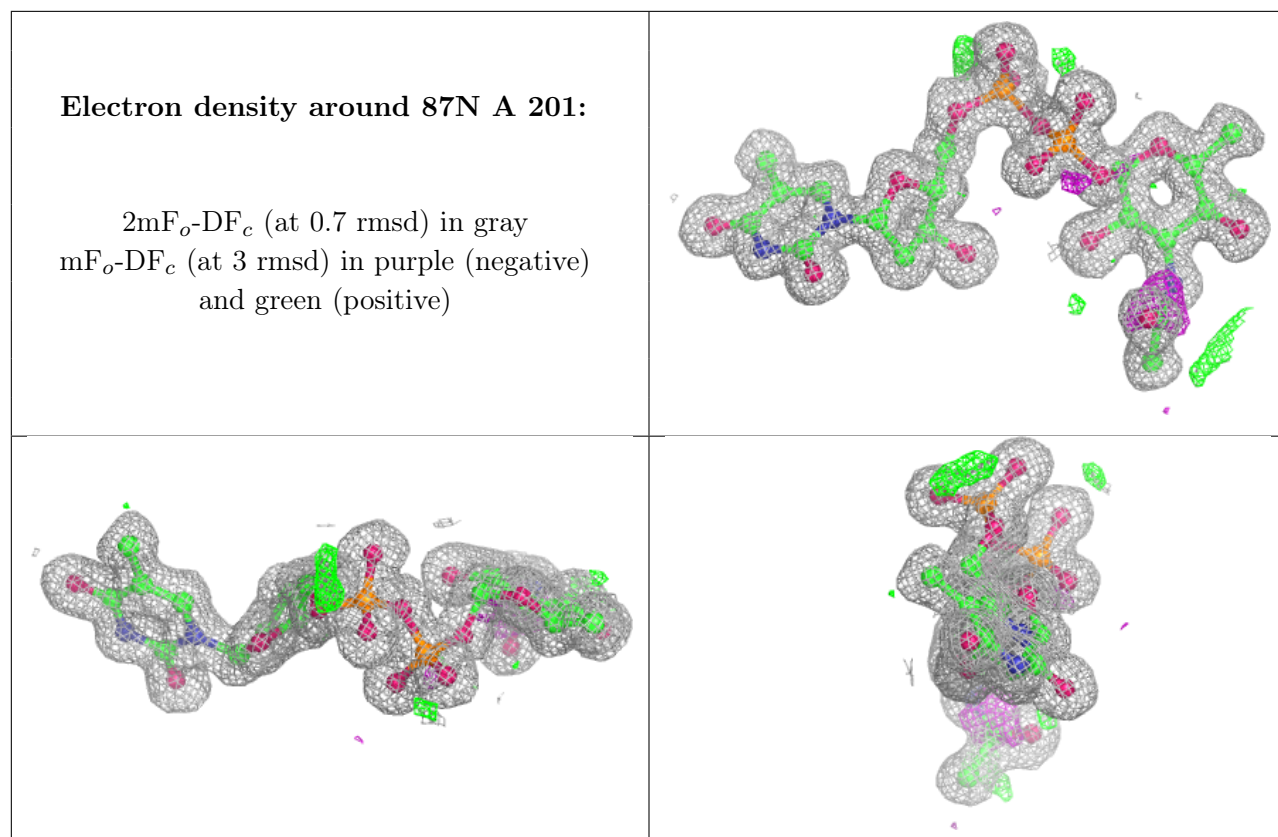 Electron density around 87N A 201:
2mFo-DFc (at 0.7 rmsd) in gray
mFo-DFc (at 3 rmsd) in purple (negative)
and green (positive)